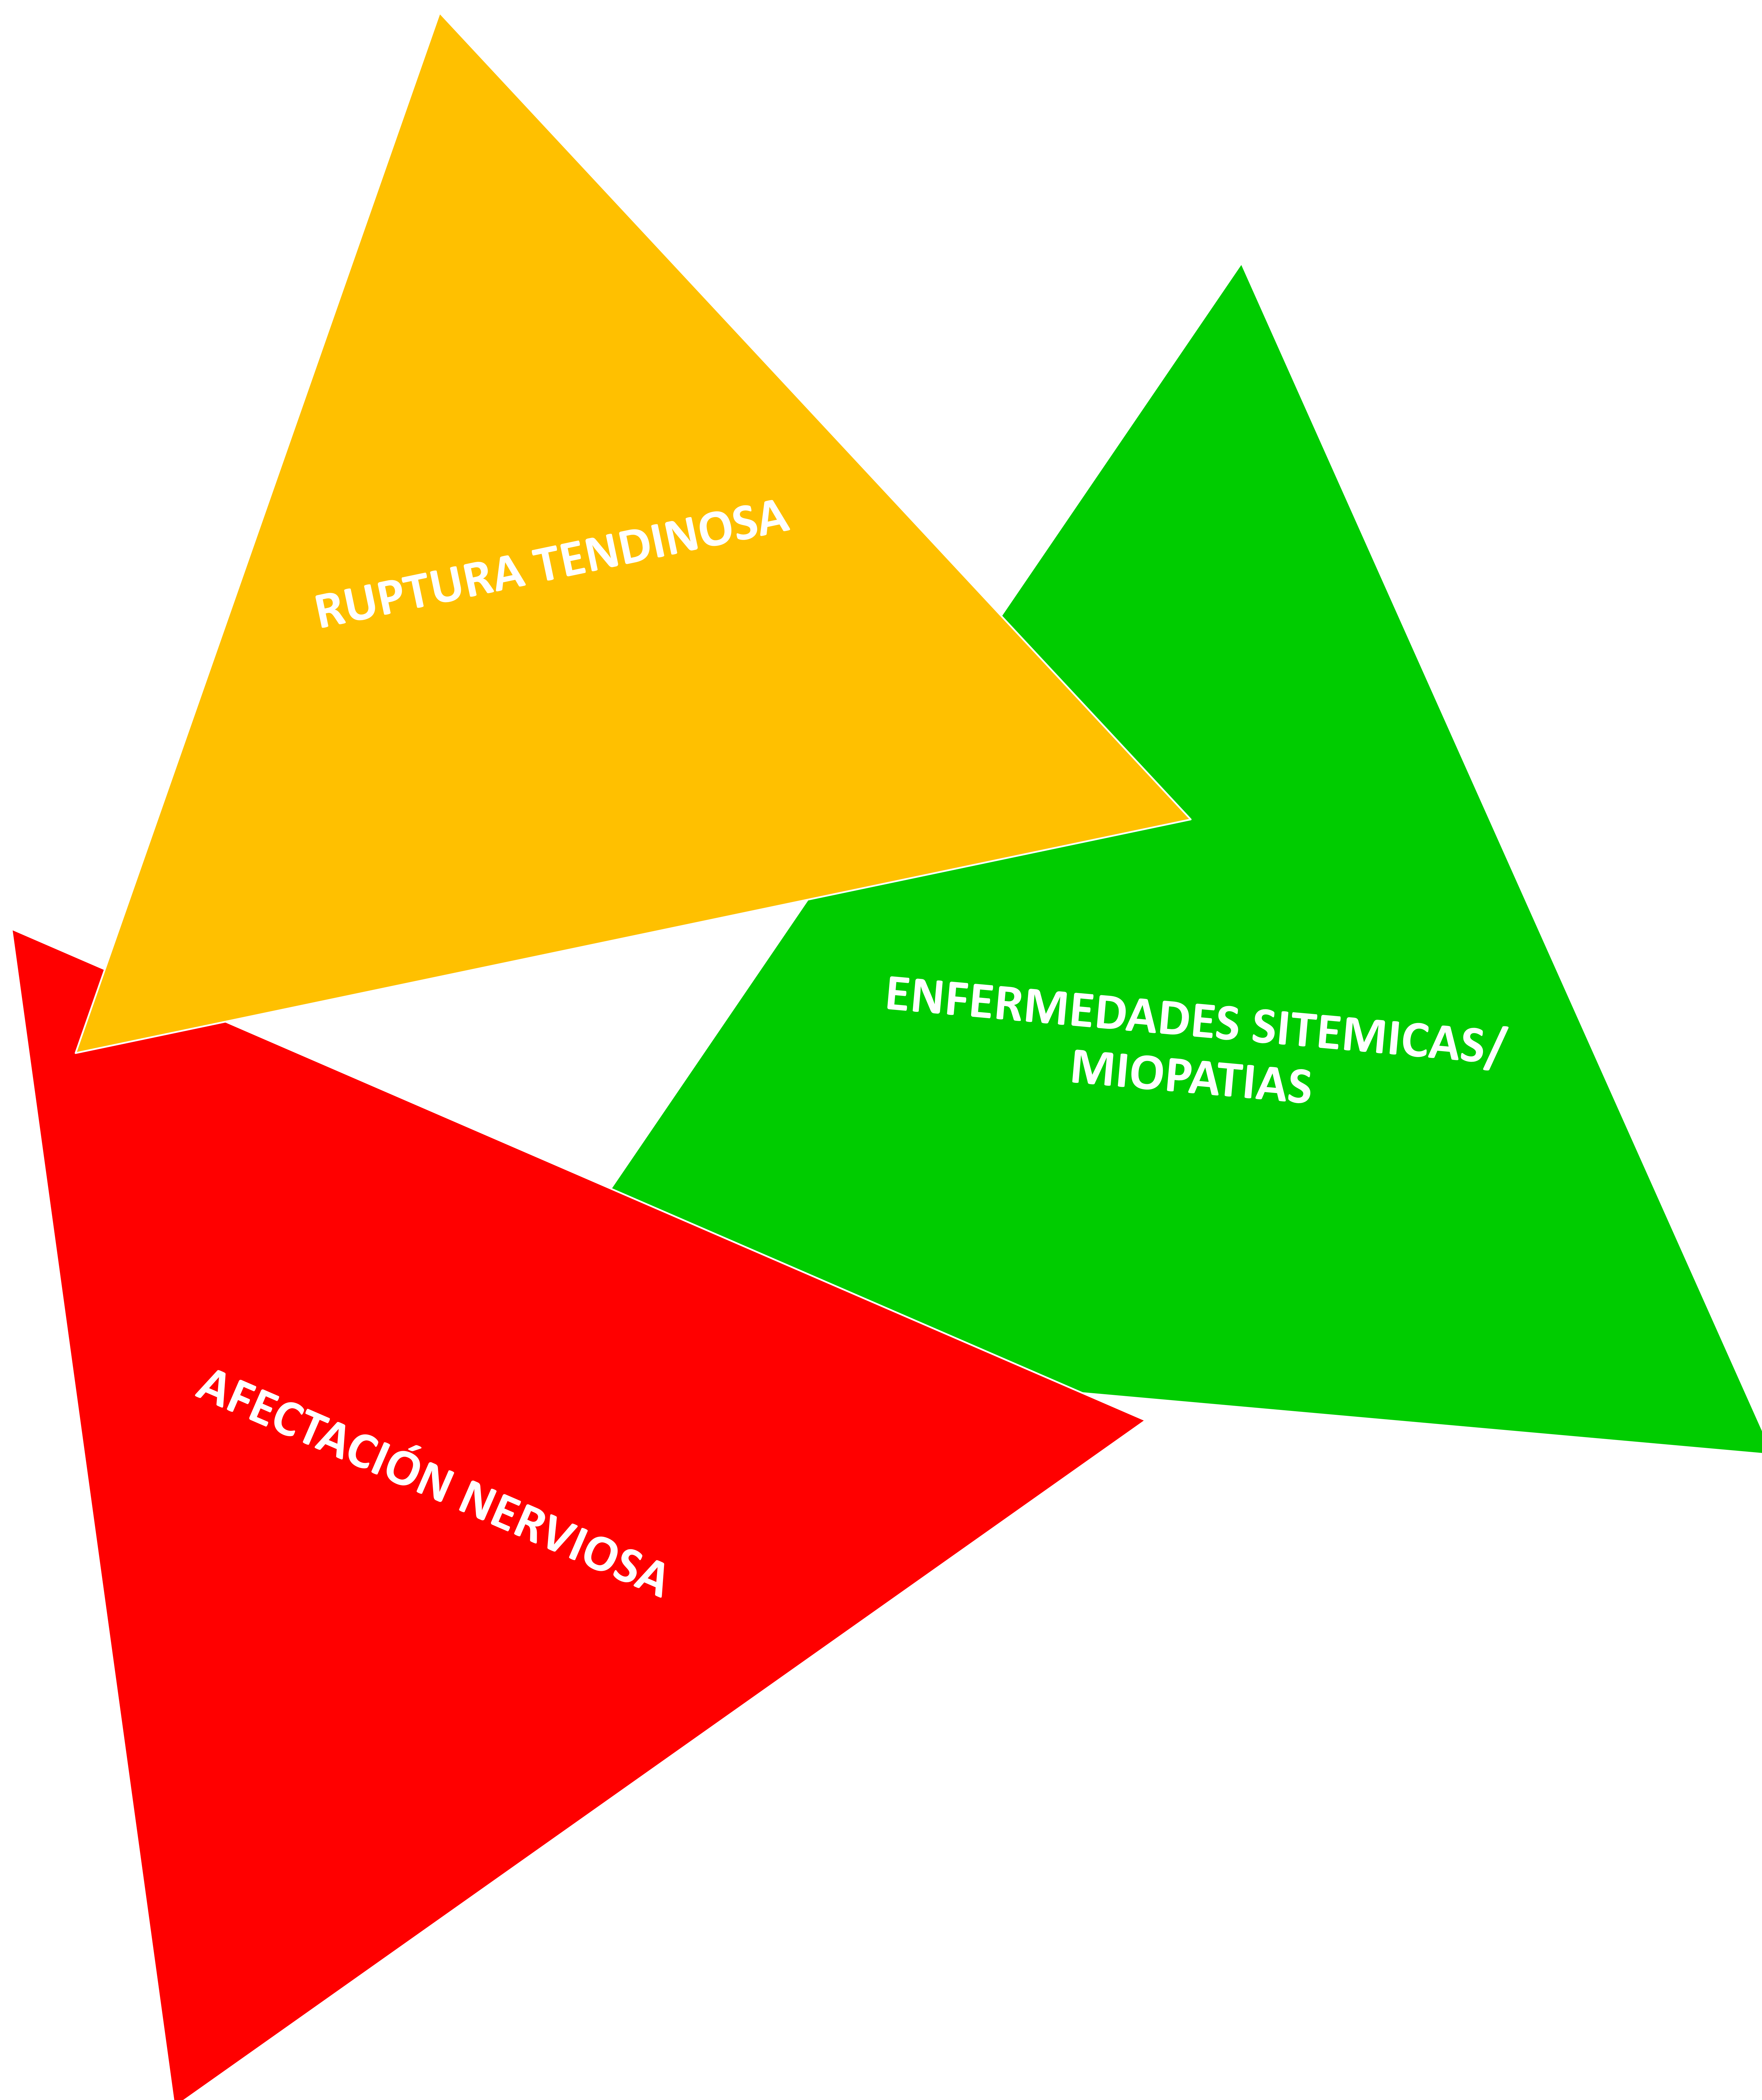 RUPTURA TENDINOSA
ENFERMEDADES SITEMICAS/
MIOPATIAS
AFECTACIÓN NERVIOSA